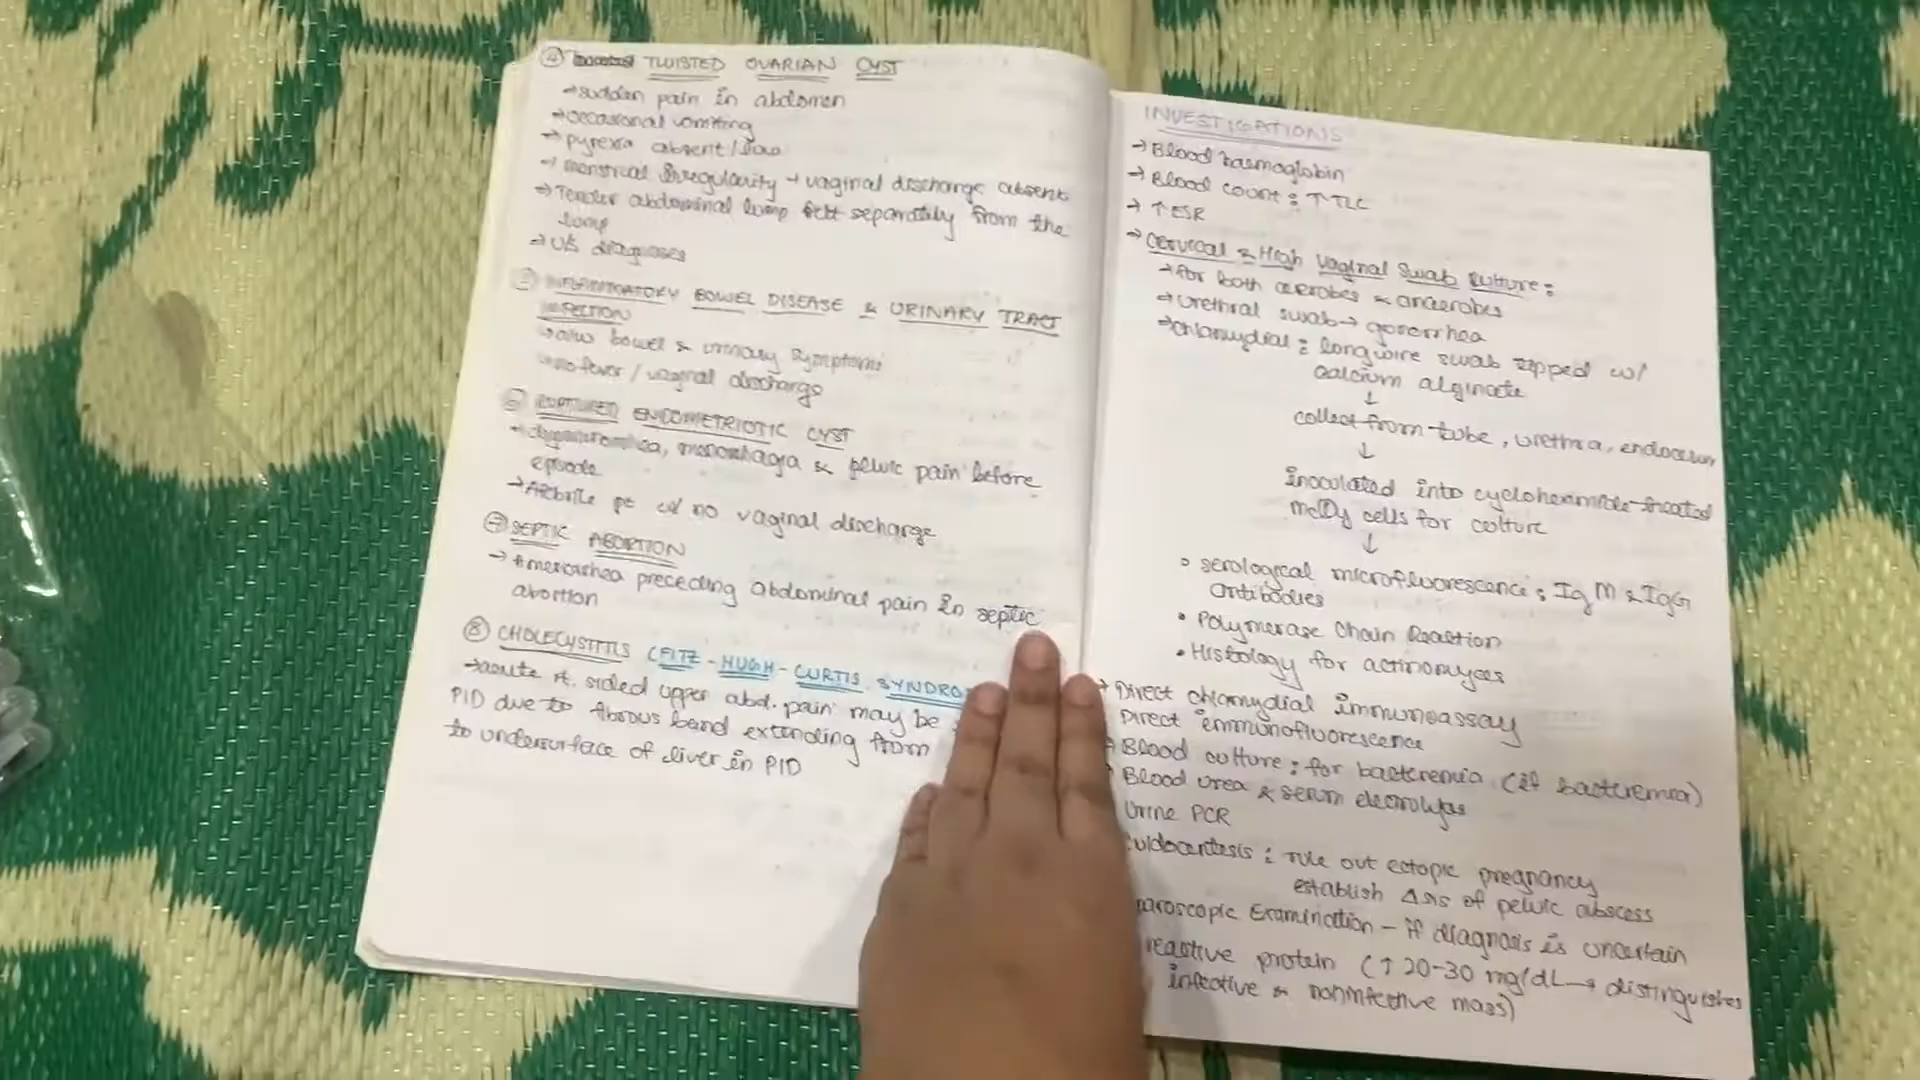 ④ TWISTED OVARIAN CYST
→ sudden pain in abdomen
→ occasional vomiting
→ pyrexia absent / low
→ menstrual irregularity + vaginal discharge absent
→ Tender abdominal lump felt separately from the
lump
→ U/S diagnoses
INFLAMMATORY BOWEL DISEASE & URINARY TRACT
INFECTION
bowel & urinary symptoms
→ no fever / vaginal discharge
RUPTURED ENDOMETRIOTIC CYST
→ dysmenorrhea, menorrhagia & pelvic pain before
episode
→ Afebrile pt w/ no vaginal discharge
⑦ SEPTIC ABORTION
→ Amenorrhea preceding abdominal pain in septic
abortion
⑧ CHOLECYSTITIS (FITZ-HUGH-CURTIS SYNDRO
→ acute rt. sided upper abd. pain may be
PID due to fibrous band extending from
to undersurface of liver in PID
INVESTIGATIONS
→ Blood haemoglobin
→ Blood count: ↑TLC
→ ↑ESR
→ Cervical & High Vaginal Swab Culture:
→ for both aerobes & anaerobes
→ Urethral swab → gonorrhea
→ Chlamydial: long wire swab tipped w/
calcium alginate
↓
collect from tube, urethra, endocervix
↓
inoculated into cycloheximide-treated
cells for culture
↓
◦ serological microfluorescence: IgM & IgG
antibodies
• Polymerase Chain Reaction
• Histology for actinomyces
→ Direct chlamydial immunoassay
Direct immunofluorescence
→ Blood culture: for bacteremia (if bacteremia)
Blood urea & serum electrolytes
Urine PCR
uldocentesis: rule out ectopic pregnancy
establish Δsis of pelvic abscess
paroscopic Examination - if diagnosis is uncertain
reactive protein (↑ 20-30 mg/dL → distinguishes
infective & noninfective mass)